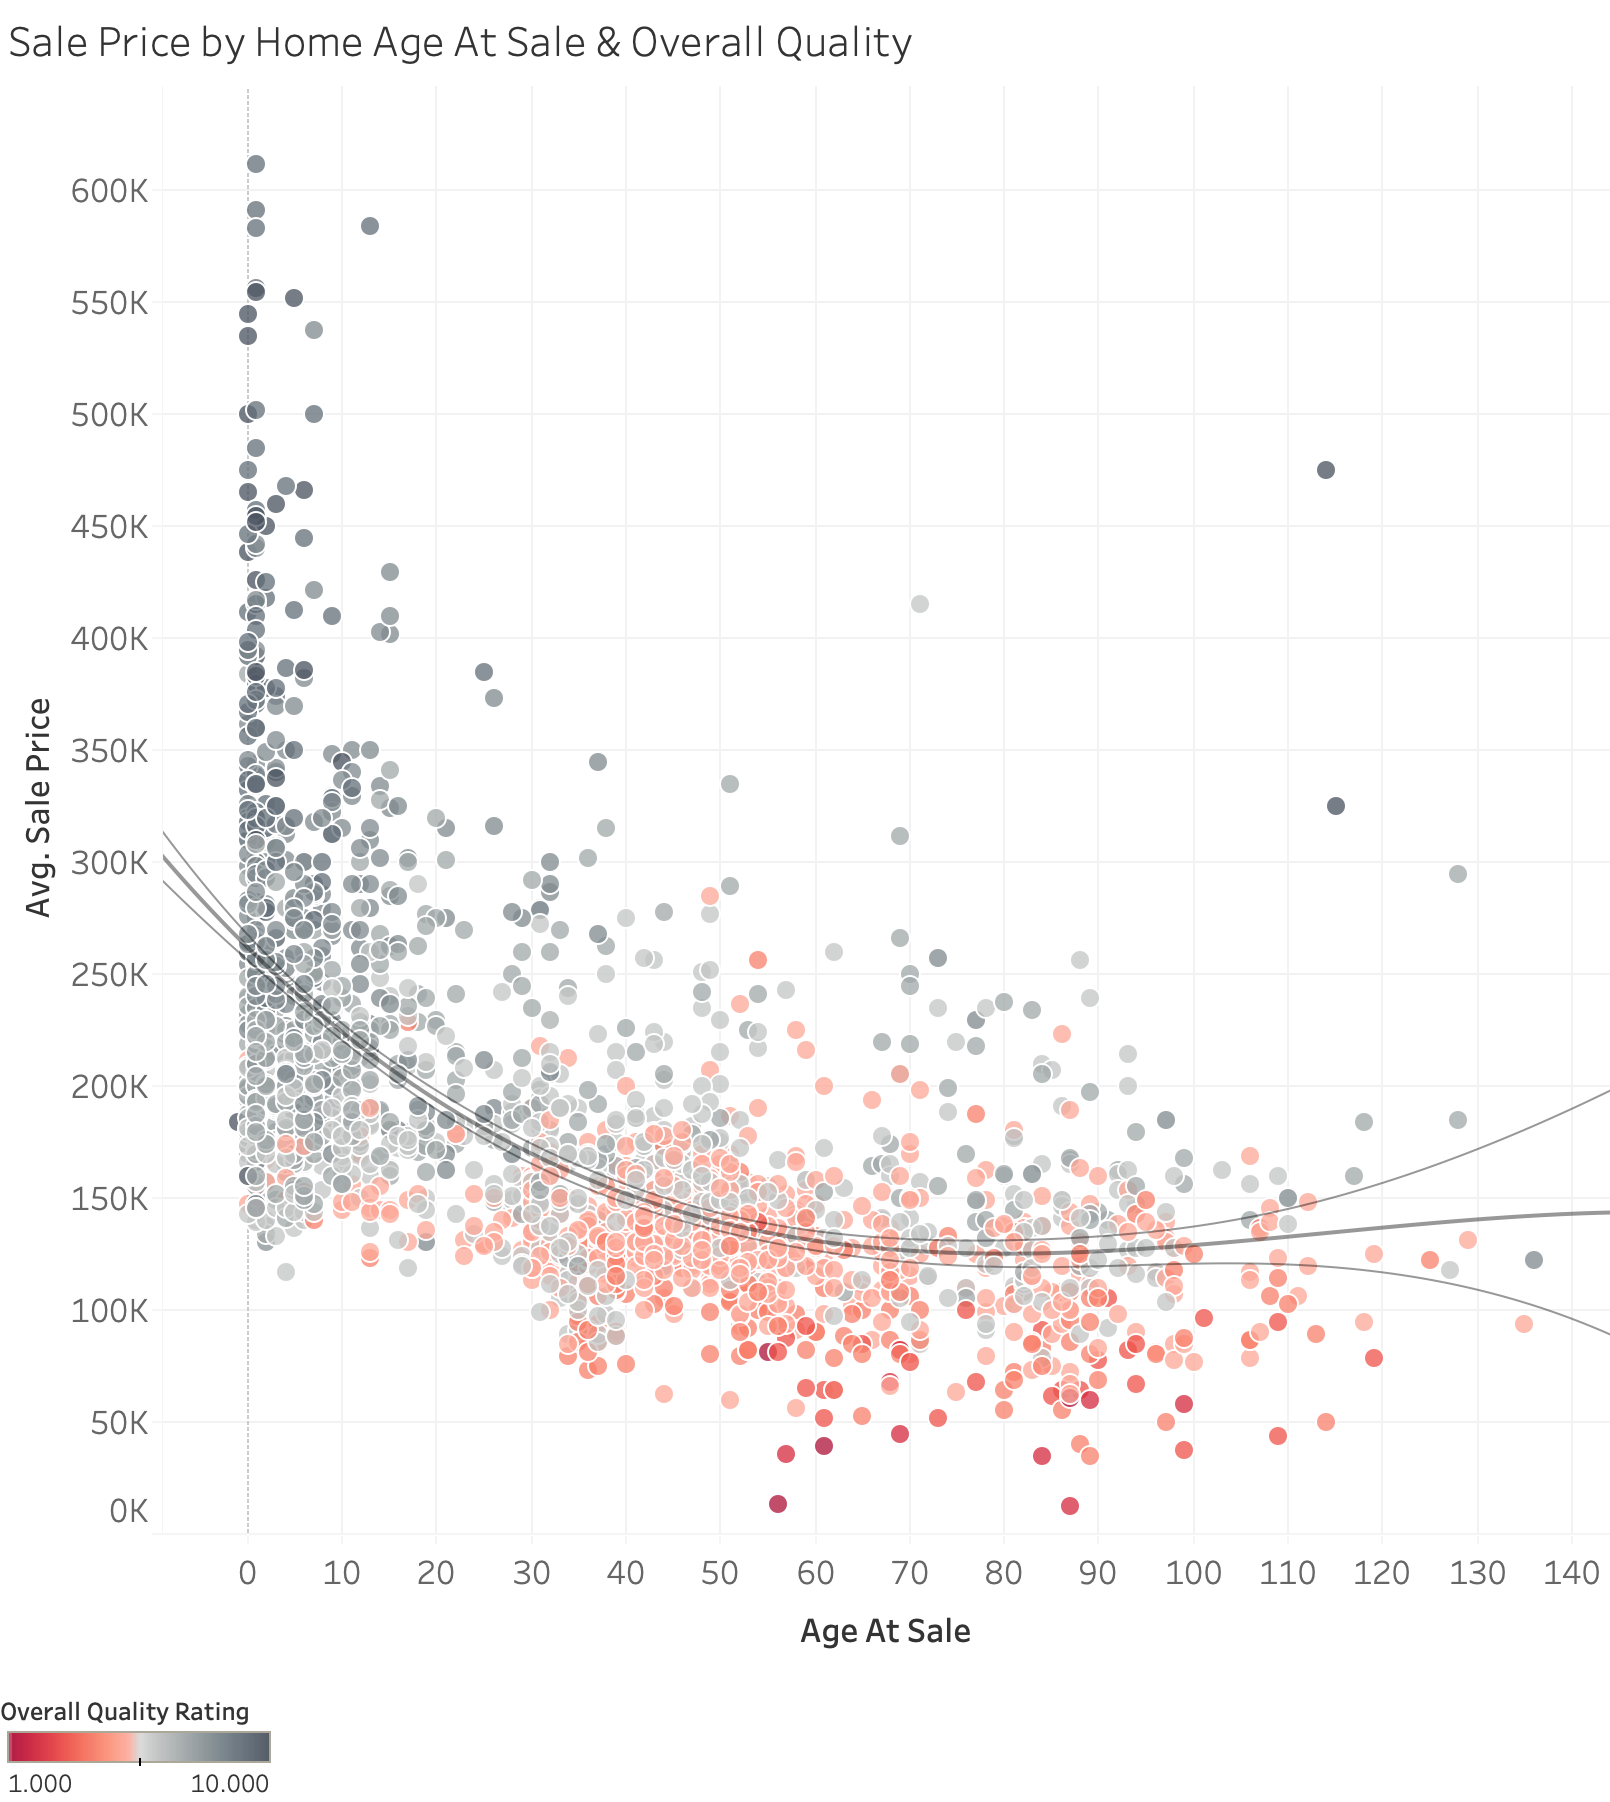 Sale Price by Home Age At Sale & Overall Quality
600K
550K
500K
450K
400K
350K
300K
250K
200K
150K
100K
50K
0K
Avg. Sale Price
0 10 20 30 40 50 60 70 80 90 100 110 120 130 140
Age At Sale
Overall Quality Rating
1.000 10.000